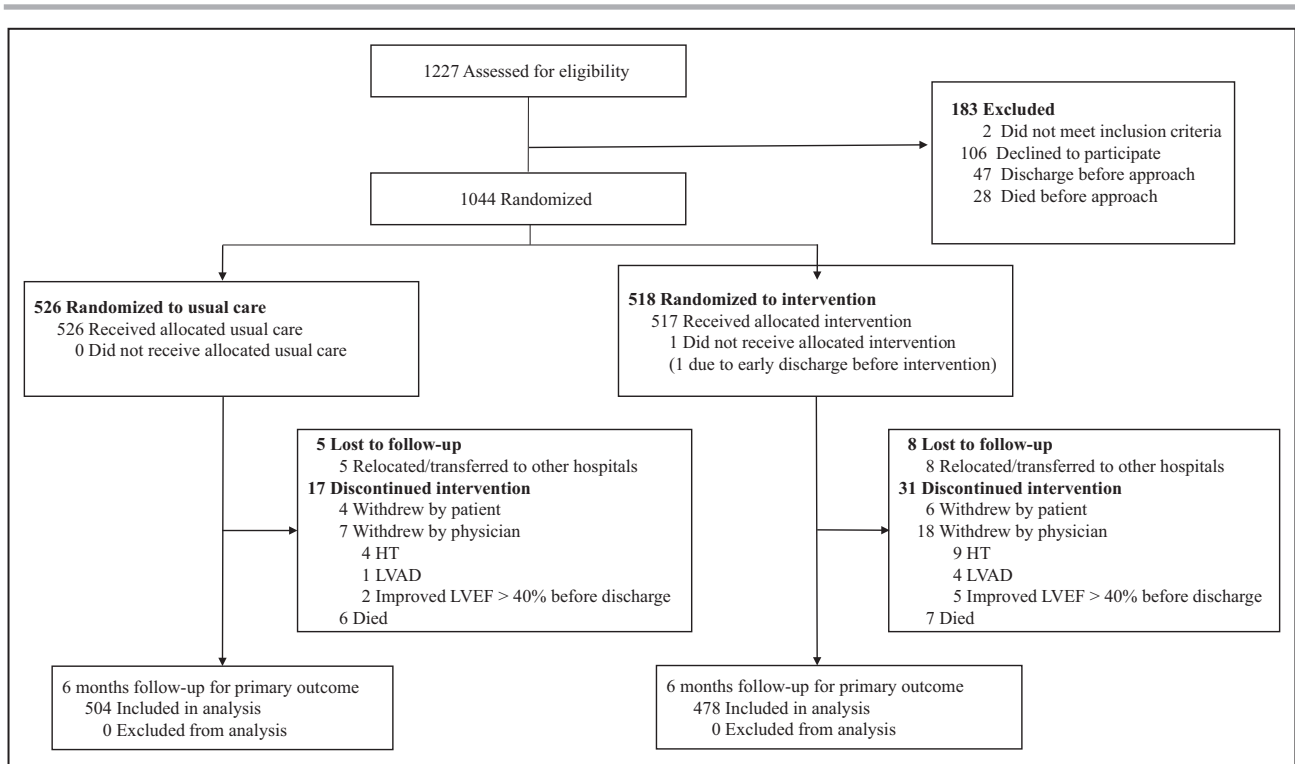 1227 Assessed for eligibility
183 Excluded
2 Did not meet inclusion criteria
106 Declined to participate
47 Discharge before approach
28 Died before approach
1044 Randomized
526 Randomized to usual care
526 Received allocated usual care
0 Did not receive allocated usual care
518 Randomized to intervention
517 Received allocated intervention
1 Did not receive allocated intervention
(1 due to early discharge before intervention)
5 Lost to follow-up
5 Relocated/transferred to other hospitals
17 Discontinued intervention
4 Withdrew by patient
7 Withdrew by physician
4 HT
1 LVAD
2 Improved LVEF > 40% before discharge
6 Died
8 Lost to follow-up
8 Relocated/transferred to other hospitals
31 Discontinued intervention
6 Withdrew by patient
18 Withdrew by physician
9 HT
4 LVAD
5 Improved LVEF > 40% before discharge
7 Died
6 months follow-up for primary outcome
504 Included in analysis
0 Excluded from analysis
6 months follow-up for primary outcome
478 Included in analysis
0 Excluded from analysis